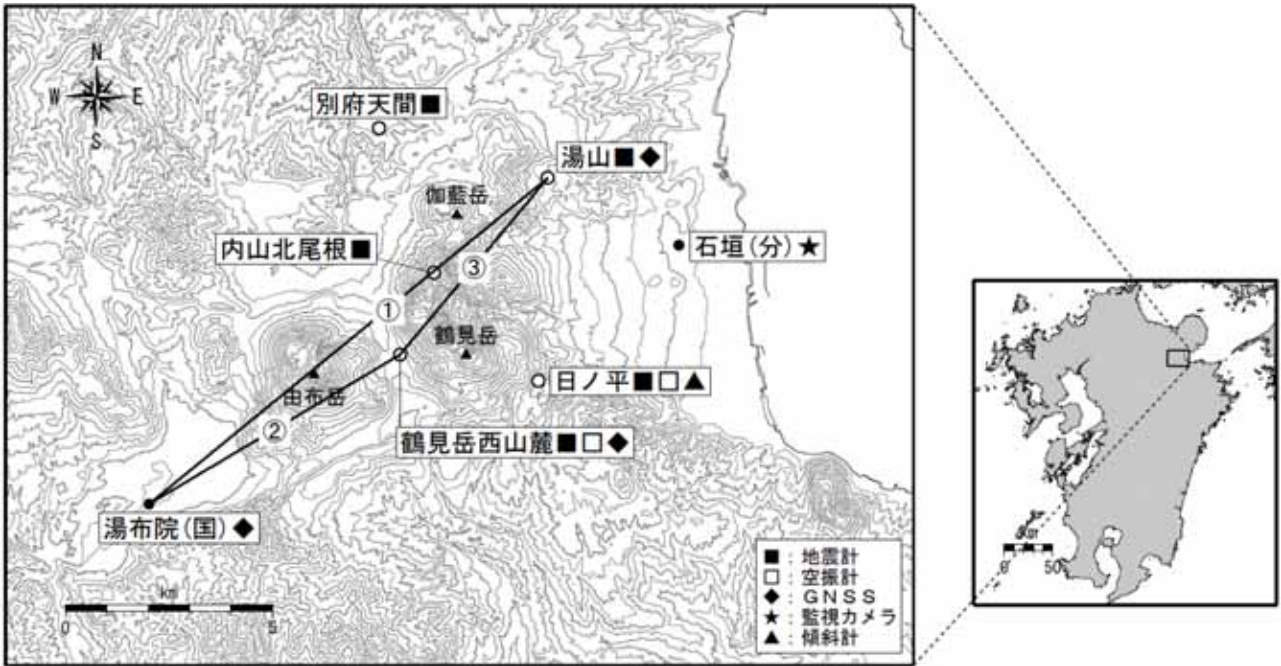 N
W E
S
別府天間■
湯山■◆
伽藍岳
内山北尾根■
石垣(分)★
③
①
鶴見岳
日ノ平■□▲
由布岳
②
鶴見岳西山麓■□◆
湯布院(国)◆
km
0 5
■:地震計
□:空振計
◆:GNSS
★:監視カメラ
▲:傾斜計
0 50